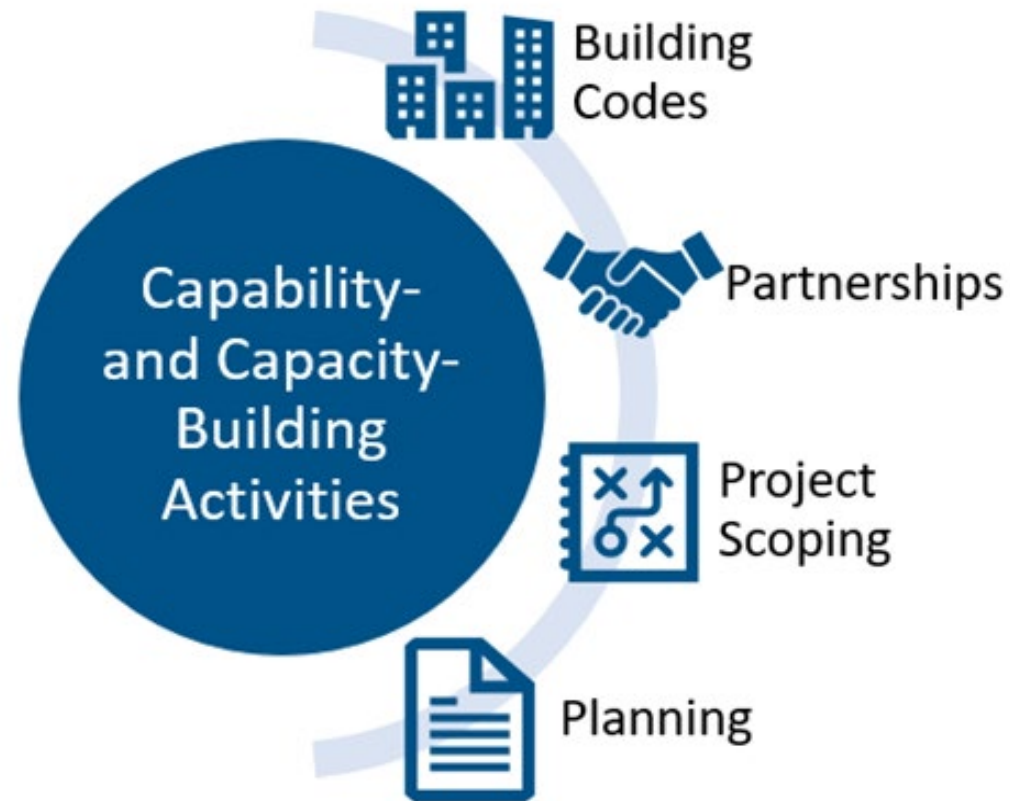 Building
Codes
Capability-
and Capacity-
Building
Activities
Partnerships
Project
Scoping
Planning